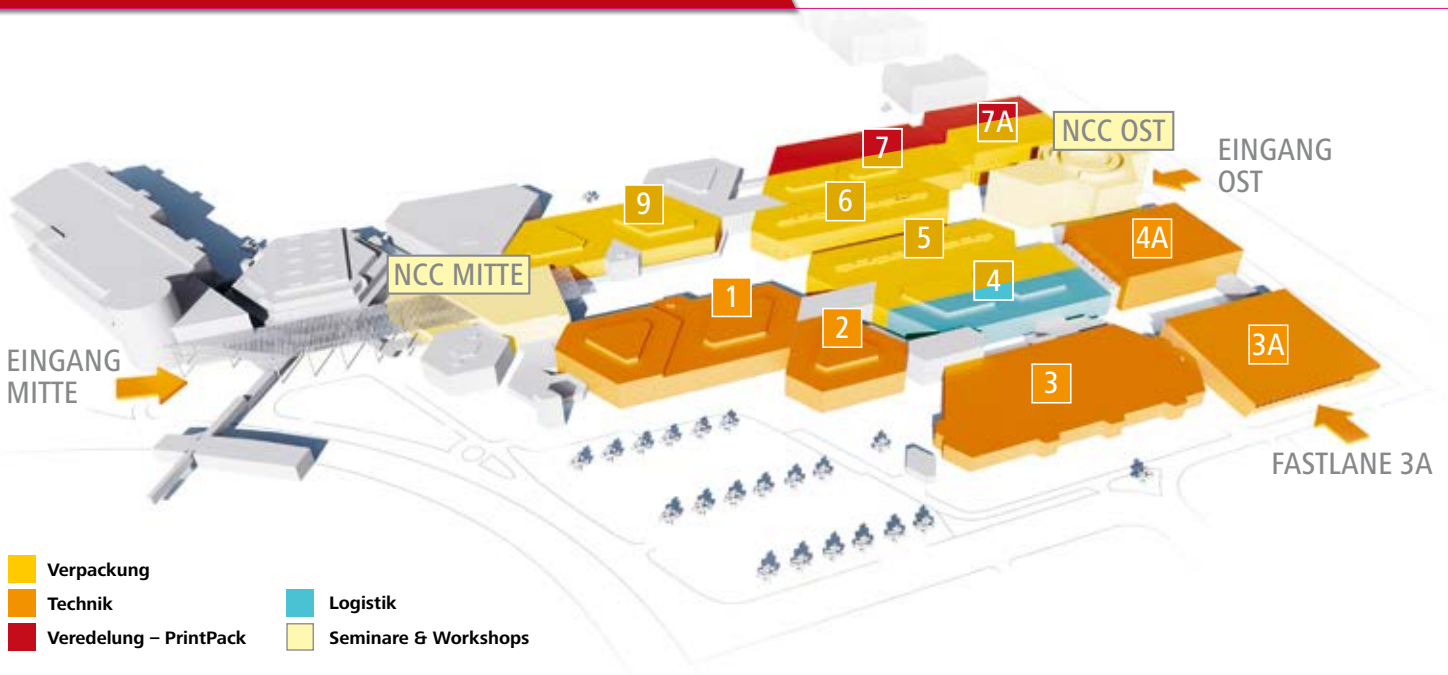 7A
NCC OST
7
EINGANG
OST
9
6
5
4A
NCC MITTE
4
1
2
3A
EINGANG
MITTE
3
FASTLANE 3A
Verpackung
Technik
Veredelung – PrintPack
Logistik
Seminare & Workshops